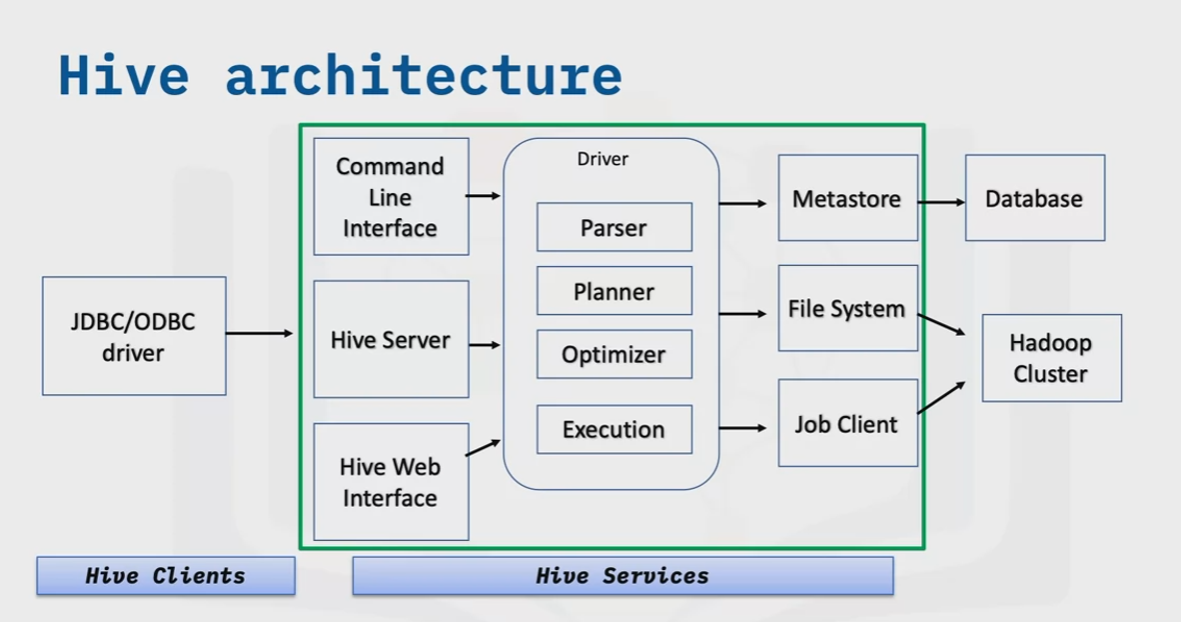 Hive architecture
JDBC/ODBC
driver
Command
Line
Interface
Hive Server
Hive Web
Interface
Driver
Parser
Planner
Optimizer
Execution
Metastore
File System
Job Client
Database
Hadoop
Cluster
Hive Clients
Hive Services